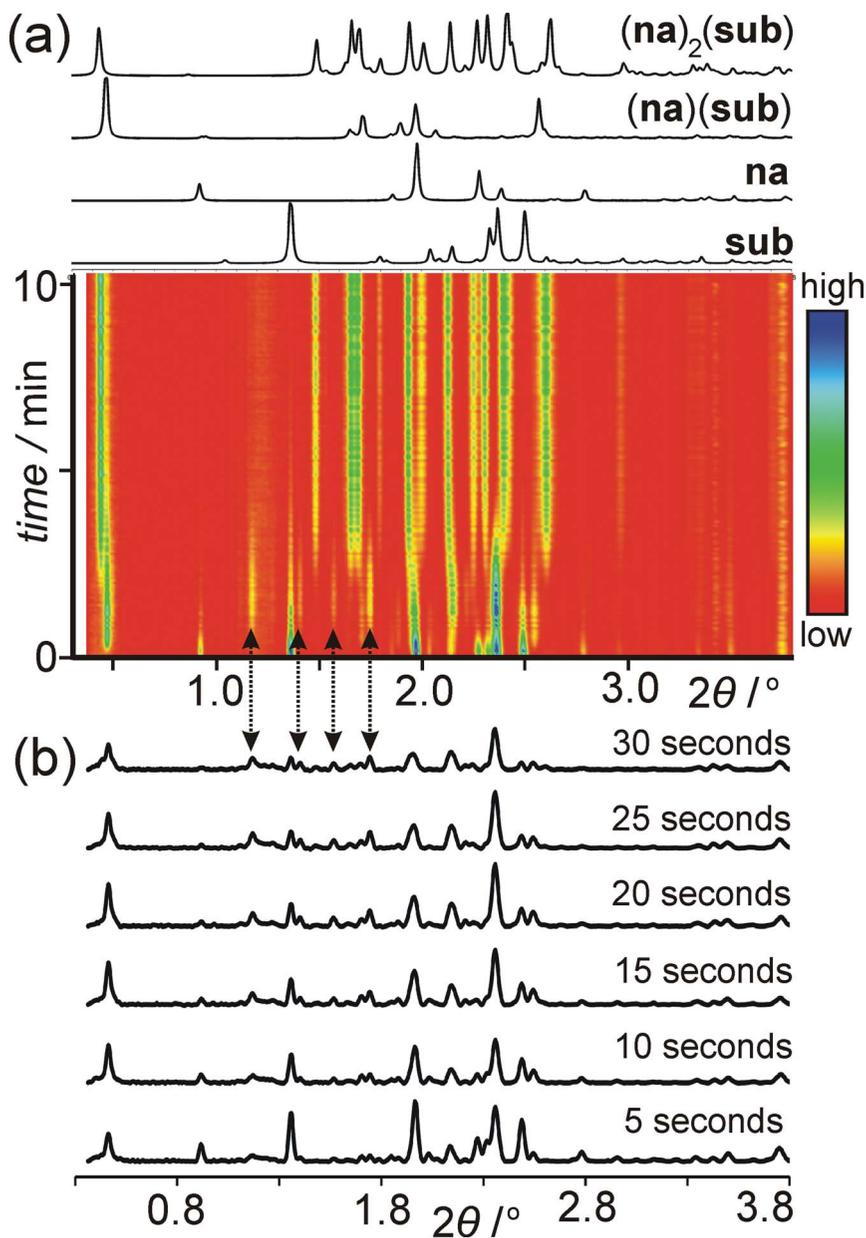 (a)
(na)2(sub)
(na)(sub)
na
sub
10
high
time / min
0
low
1.0 2.0 3.0 2θ /°
(b)
30 seconds
25 seconds
20 seconds
15 seconds
10 seconds
5 seconds
0.8 1.8 2θ /° 2.8 3.8